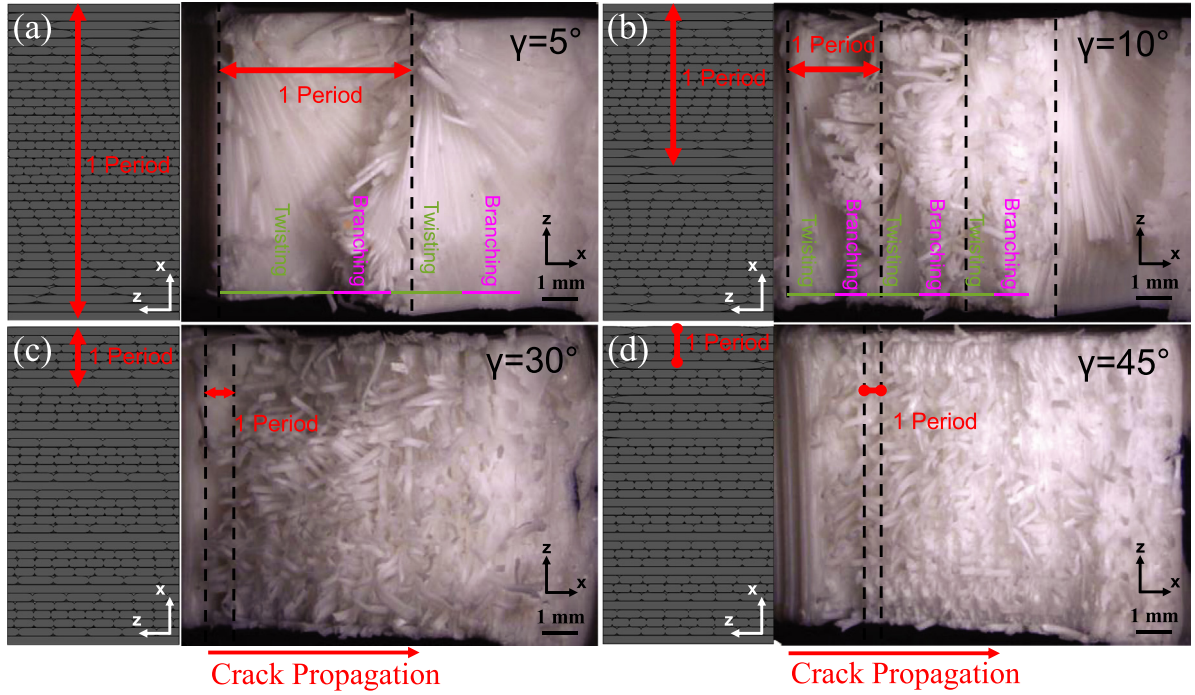 (a)
1 Period
x
z
γ=5°
1 Period
Twisting
Branching
Twisting
Branching
z
x
1 mm
(b)
1 Period
x
z
γ=10°
1 Period
Twisting
Branching
Twisting
Branching
Twisting
Branching
z
x
1 mm
(c)
1 Period
x
z
γ=30°
1 Period
z
x
1 mm
(d)
1 Period
x
z
γ=45°
1 Period
z
x
1 mm
Crack Propagation
Crack Propagation